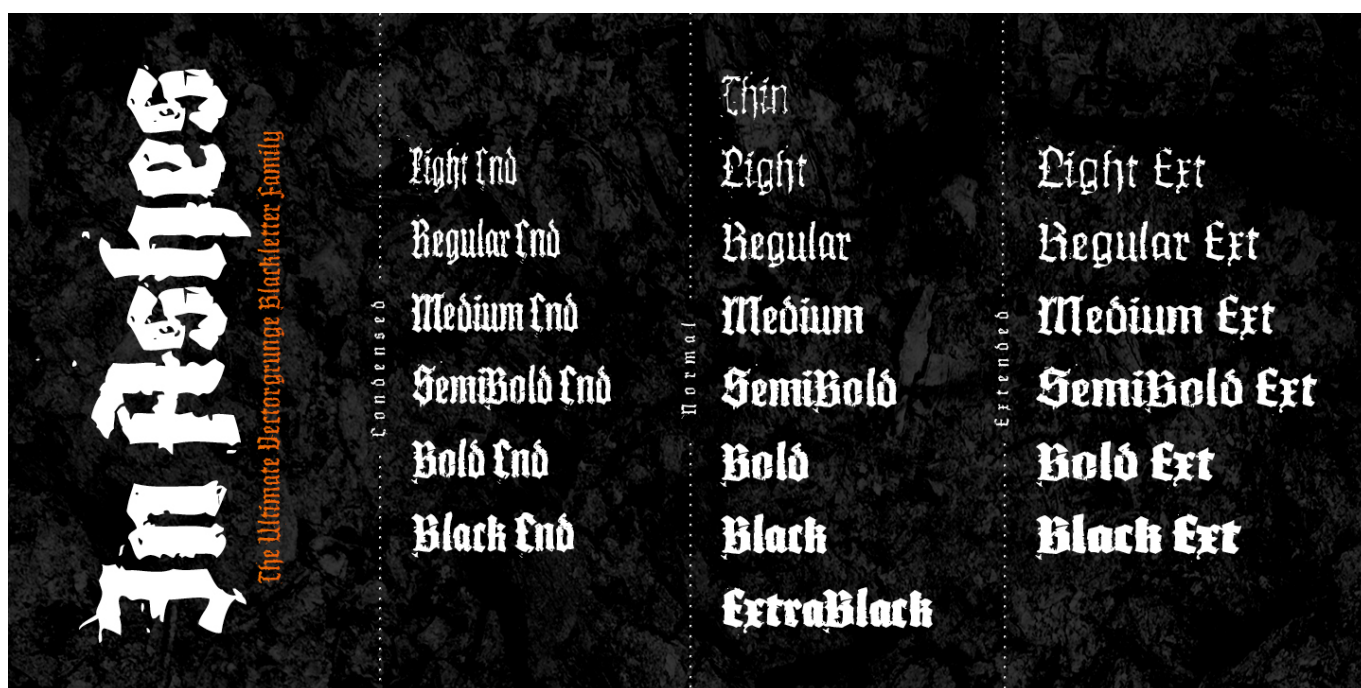 In Ashes
The Ultimate Vectorgrunge Blackletter Family
Condensed
Light Cnd
Regular Cnd
Medium Cnd
SemiBold Cnd
Bold Cnd
Black Cnd
Normal
Thin
Light
Regular
Medium
SemiBold
Bold
Black
ExtraBlack
Extended
Light Ext
Regular Ext
Medium Ext
SemiBold Ext
Bold Ext
Black Ext